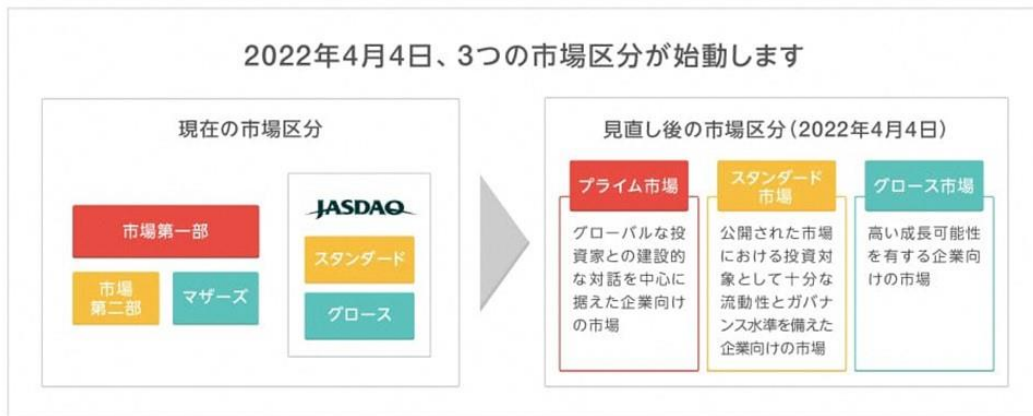 2022年4月4日、3つの市場区分が始動します
現在の市場区分
市場第一部
市場
第二部
マザーズ
JASDAQ
スタンダード
グロース
見直し後の市場区分(2022年4月4日)
プライム市場
グローバルな投
資家との建設的
な対話を中心に
据えた企業向け
の市場
スタンダード
市場
公開された市場
における投資対
象として十分な
流動性とガバナ
ンス水準を備えた
企業向けの市場
グロース市場
高い成長可能性
を有する企業向
けの市場